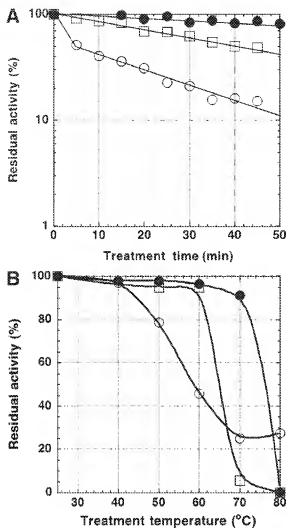 A
Residual activity (%)
100
10
1
0 10 20 30 40 50
Treatment time (min)
B
Residual activity (%)
100
80
60
40
20
0
30 40 50 60 70 80
Treatment temperature (°C)